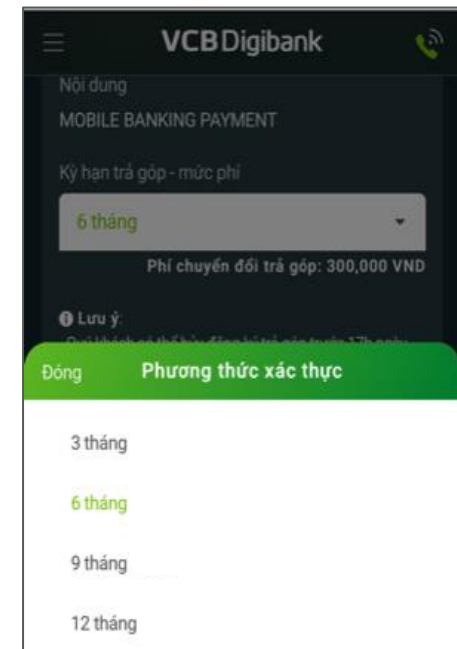 VCB Digibank
Nội dung
MOBILE BANKING PAYMENT
Kỳ hạn trả góp - mức phí
6 tháng
Phí chuyển đổi trả góp: 300,000 VND
Lưu ý:
Đóng Phương thức xác thực
3 tháng
6 tháng
9 tháng
12 tháng